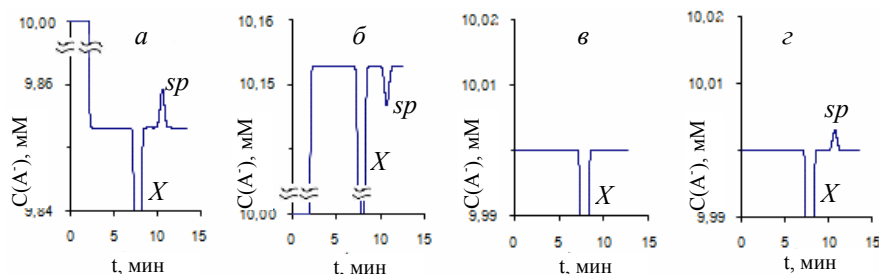 10,00
9,86
9,84
C(A⁻), мМ
а
sp
X
0 5 10 15
t, мин
10,16
10,15
10,00
C(A⁻), мМ
б
sp
X
0 5 10 15
t, мин
10,02
10,01
9,99
C(A⁻), мМ
в
X
0 5 10 15
t, мин
10,02
10,01
9,99
C(A⁻), мМ
г
sp
X
0 5 10 15
t, мин